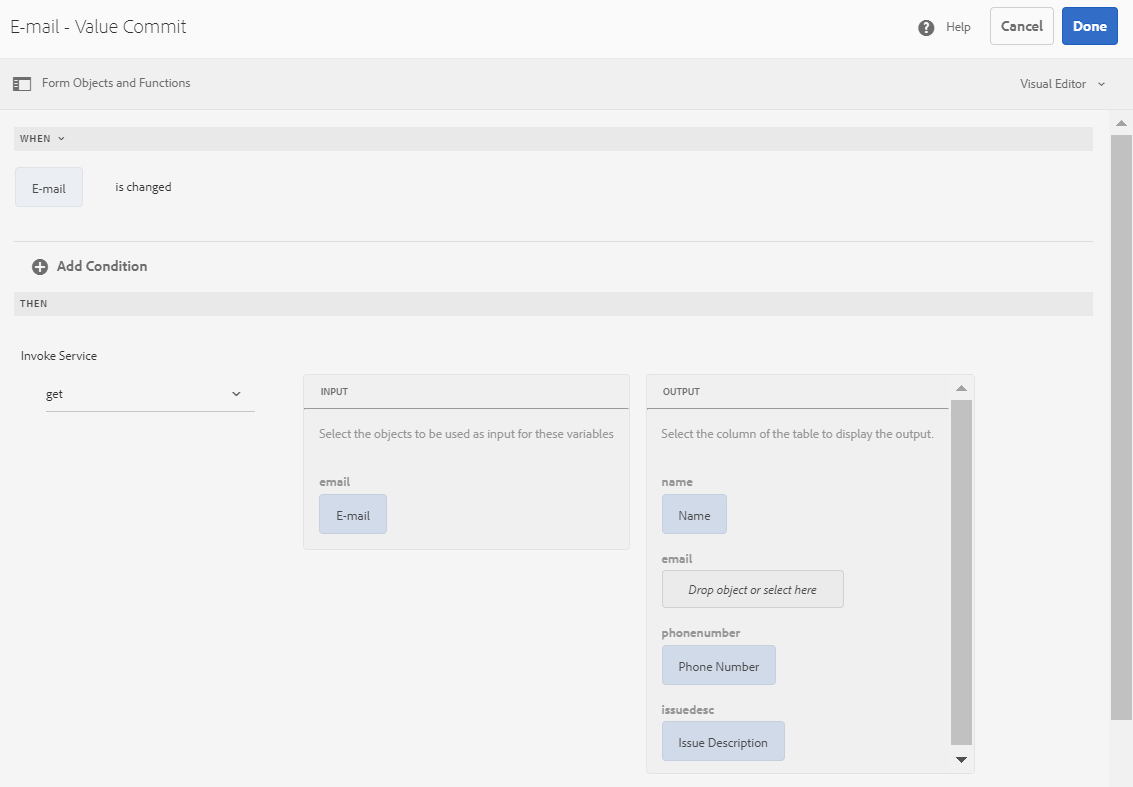 E-mail - Value Commit
Help
Cancel
Done
Form Objects and Functions
Visual Editor
WHEN
E-mail
is changed
Add Condition
THEN
Invoke Service
get
INPUT
Select the objects to be used as input for these variables
email
E-mail
OUTPUT
Select the column of the table to display the output.
name
Name
email
Drop object or select here
phonenumber
Phone Number
issuedesc
Issue Description